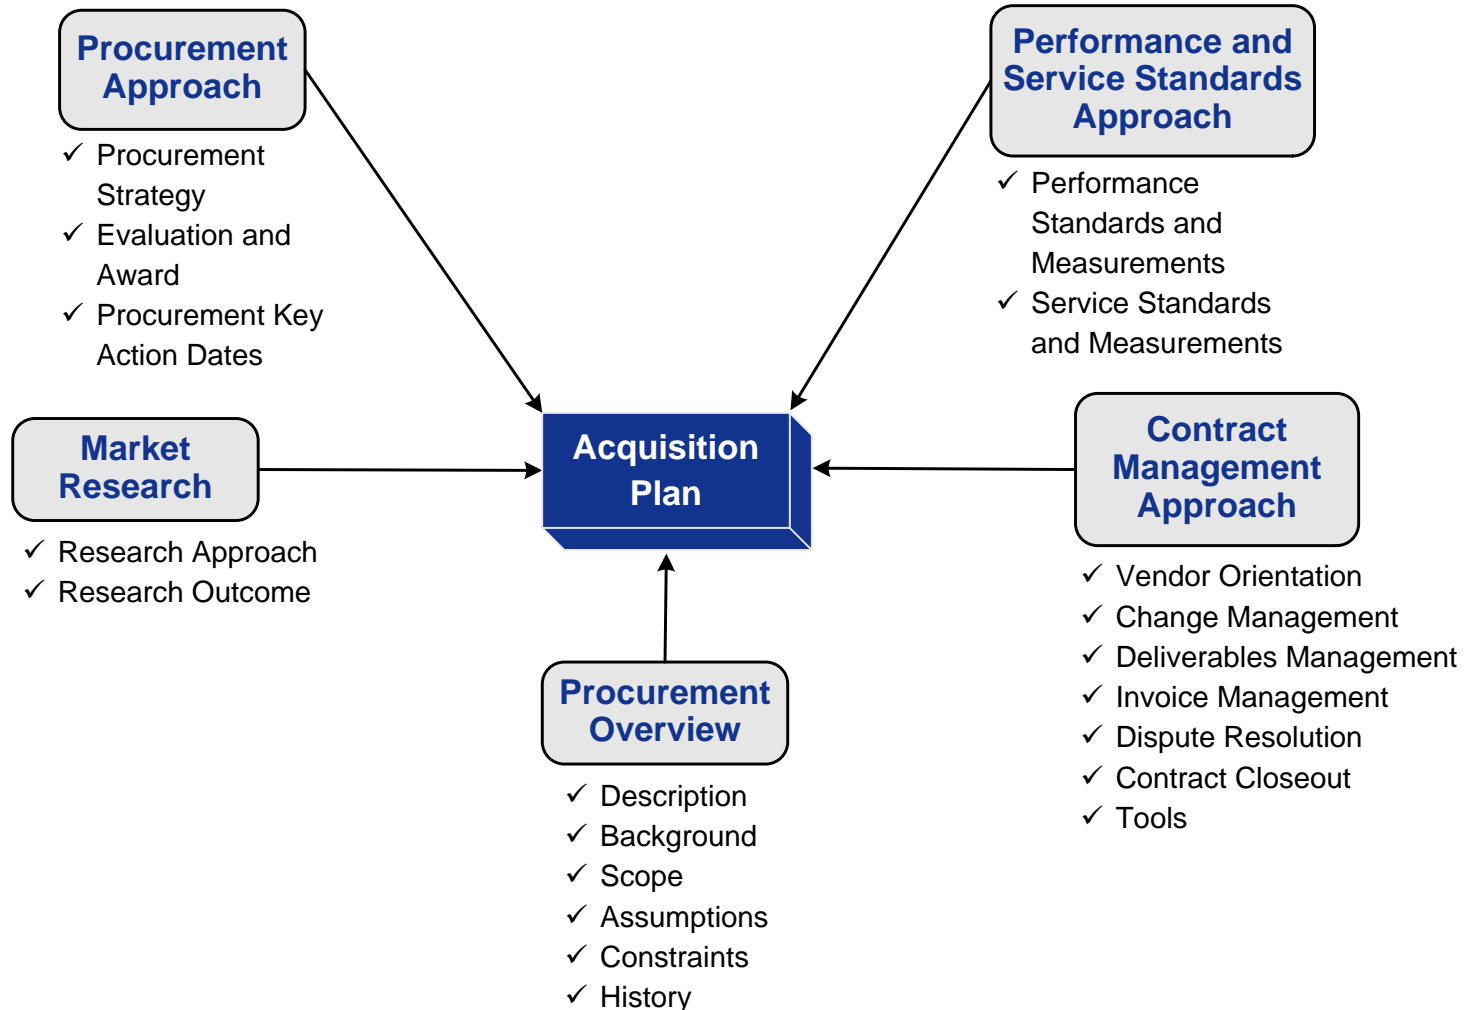 Procurement
Approach
Procurement
Strategy
Evaluation and
Award
Procurement Key
Action Dates
Performance and
Service Standards
Approach
Performance
Standards and
Measurements
Service Standards
and Measurements
Market
Research
Research Approach
Research Outcome
Acquisition
Plan
Contract
Management
Approach
Vendor Orientation
Change Management
Deliverables Management
Invoice Management
Dispute Resolution
Contract Closeout
Tools
Procurement
Overview
Description
Background
Scope
Assumptions
Constraints
History